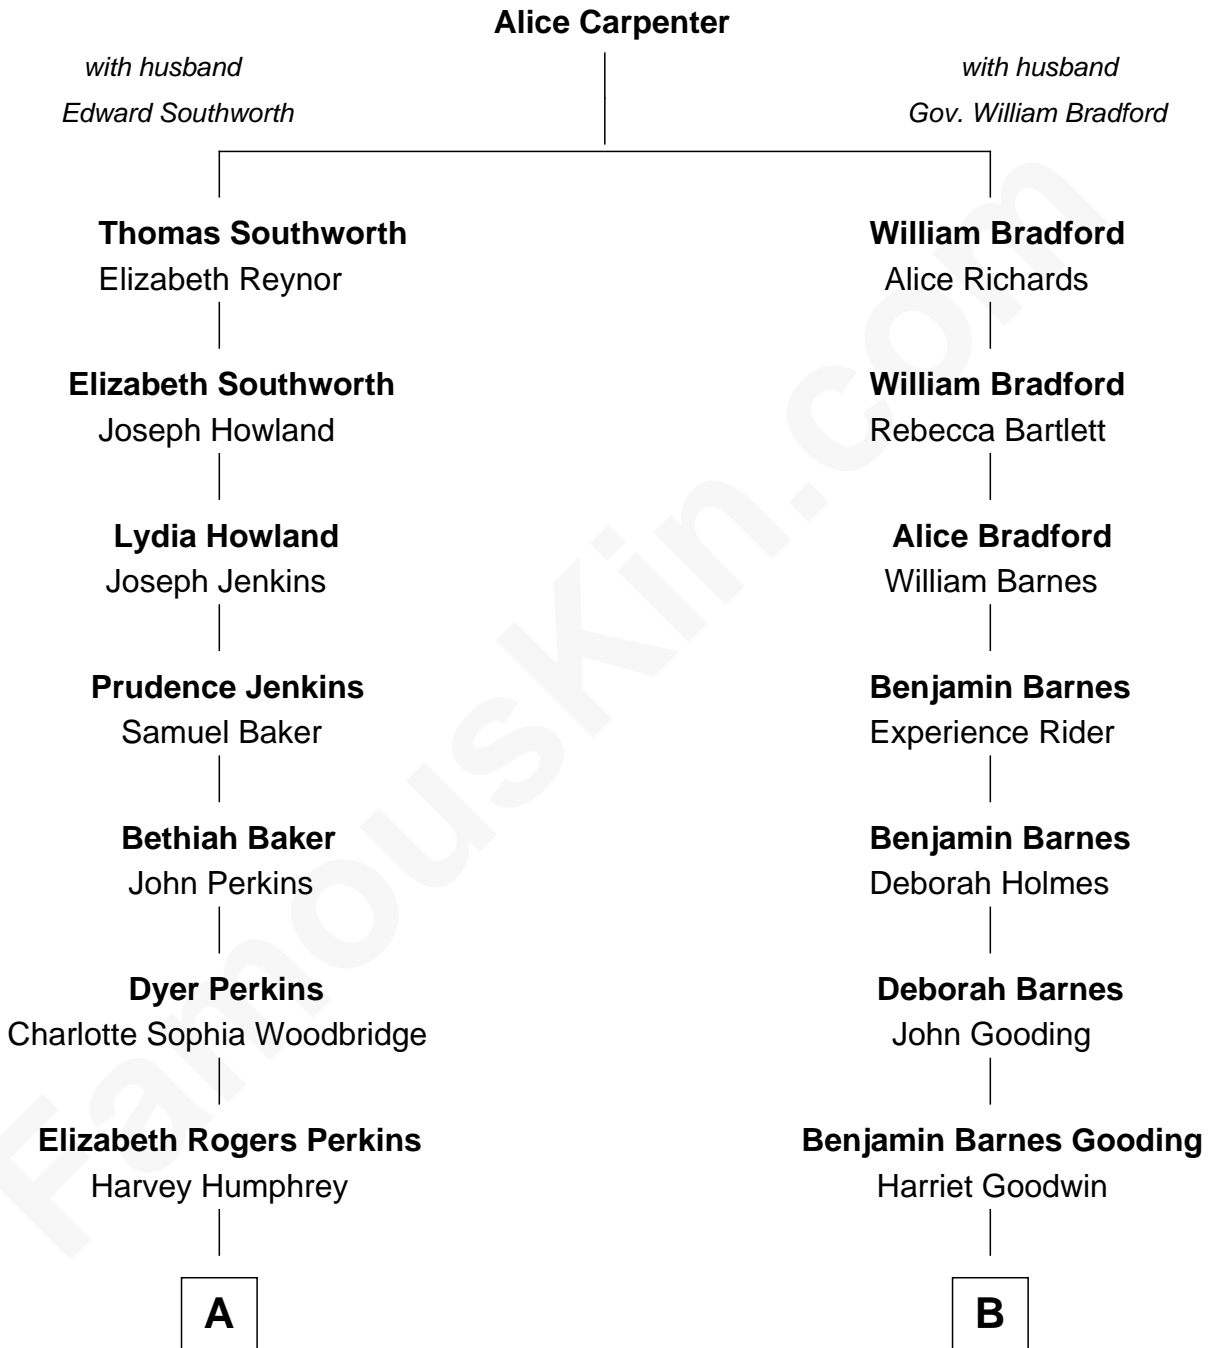 Alice Carpenter
with husband
Edward Southworth
with husband
Gov. William Bradford
Thomas Southworth
Elizabeth Reynor
William Bradford
Alice Richards
Elizabeth Southworth
Joseph Howland
William Bradford
Rebecca Bartlett
Lydia Howland
Joseph Jenkins
Alice Bradford
William Barnes
Prudence Jenkins
Samuel Baker
Benjamin Barnes
Experience Rider
Bethiah Baker
John Perkins
Benjamin Barnes
Deborah Holmes
Dyer Perkins
Charlotte Sophia Woodbridge
Deborah Barnes
John Gooding
Elizabeth Rogers Perkins
Harvey Humphrey
Benjamin Barnes Gooding
Harriet Goodwin
A
B
FamousKin.com